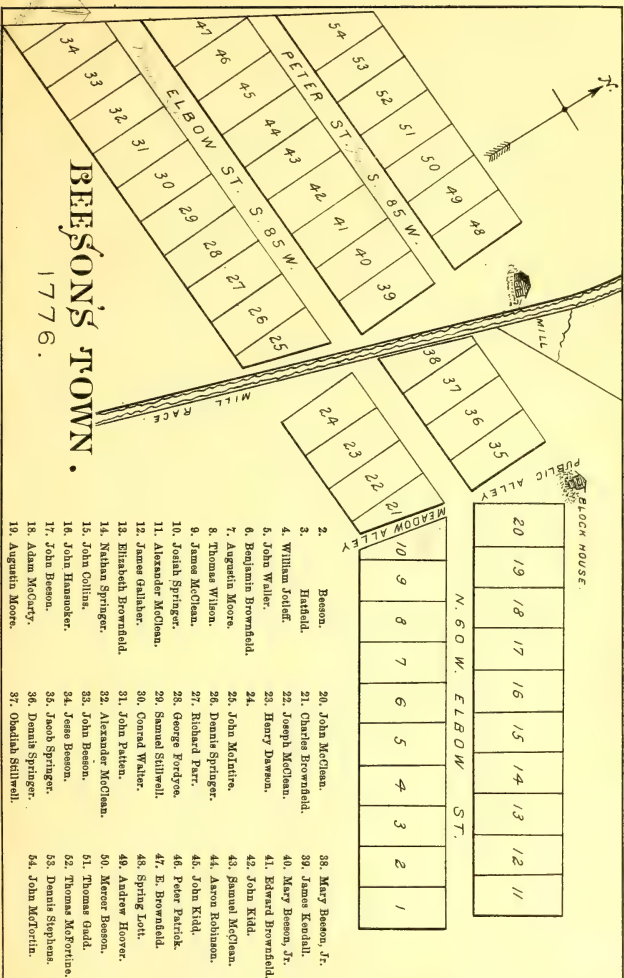 BEESON'S TOWN.
1776.
N.
54
53
52
51
50
49
48
PETER ST. S. 85 W.
47
46
45
44
43
42
41
40
39
ELBOW ST. S. 85 W.
34
33
32
31
30
29
28
27
26
25
MILL
MILL RACE
38
37
36
35
24
23
22
21
PUBLIC ALLEY
BLOCK HOUSE.
MEADOW ALLEY
20
19
18
17
16
15
14
13
12
11
N. 60 W. ELBOW ST.
10
9
8
7
6
5
4
3
2
1
2. Beeson.
3. Hatfield.
4. William Jotleff.
5. John Waller.
6. Benjamin Brownfield.
7. Augustin Moore.
8. Thomas Wilson.
9. James McClean.
10. Josiah Springer.
11. Alexander McClean.
12. James Gallaher.
13. Elizabeth Brownfield.
14. Nathan Springer.
15. John Collins.
16. John Hansucker.
17. John Beeson.
18. Adam McCarty.
19. Augustin Moore.
20. John McClean.
21. Charles Brownfield.
22. Joseph McClean.
23. Henry Dawson.
24.
25. John McIntire.
26. Dennis Springer.
27. Richard Parr.
28. George Fordyce.
29. Samuel Stillwell.
30. Conrad Walter.
31. John Patten.
32. Alexander McClean.
33. John Beeson.
34. Jesse Beeson.
35. Jacob Springer.
36. Dennis Springer.
37. Obadiah Stillwell.
38. Mary Beeson, Jr.
39. James Kendall.
40. Mary Beeson, Jr.
41. Edward Brownfield.
42. John Kidd.
43. Samuel McClean.
44. Aaron Robinson.
45. John Kidd.
46. Peter Patrick.
47. E. Brownfield.
48. Spring Lott.
49. Andrew Hoover.
50. Mercer Beeson.
51. Thomas Gadd.
52. Thomas McFortine.
53. Dennis Stephens.
54. John McTortin.